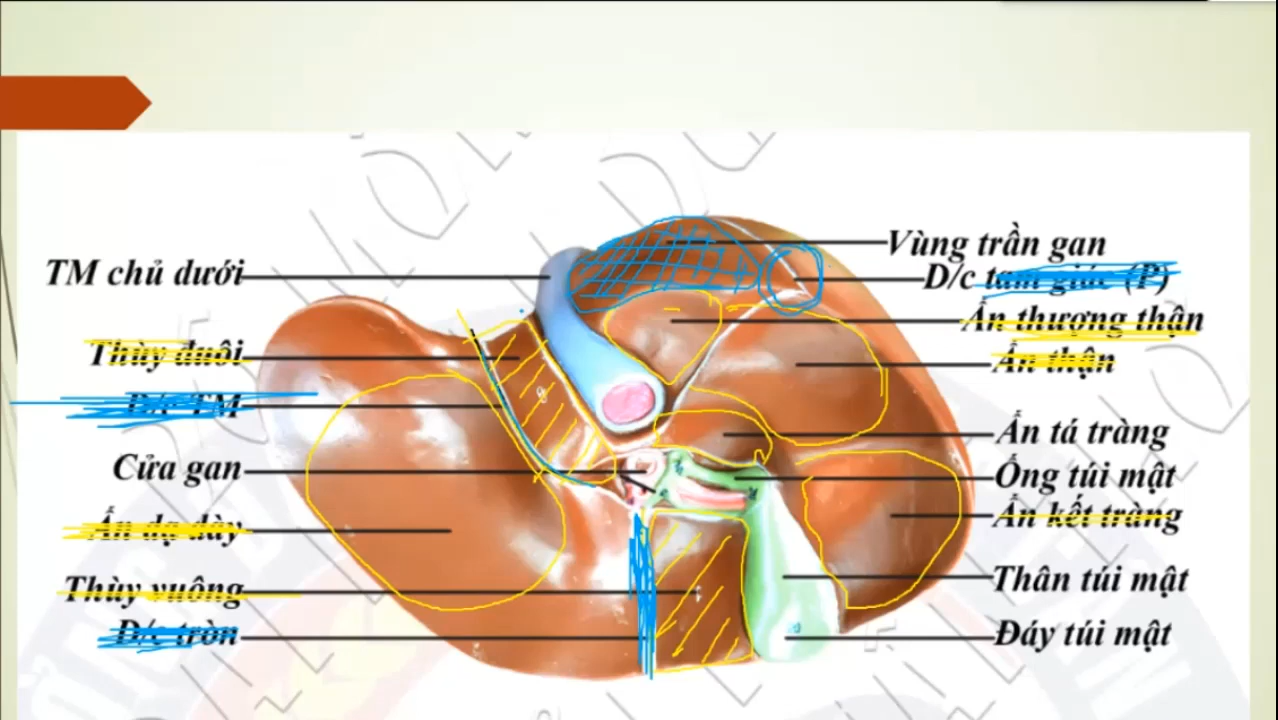 TM chủ dưới
Thùy đuôi
D/c TM
Cửa gan
Ấn dạ dày
Thùy vuông
D/c tròn
Vùng trần gan
D/c tam giác (P)
Ấn thượng thận
Ấn thận
Ấn tá tràng
Ống túi mật
Ấn kết tràng
Thân túi mật
Đáy túi mật